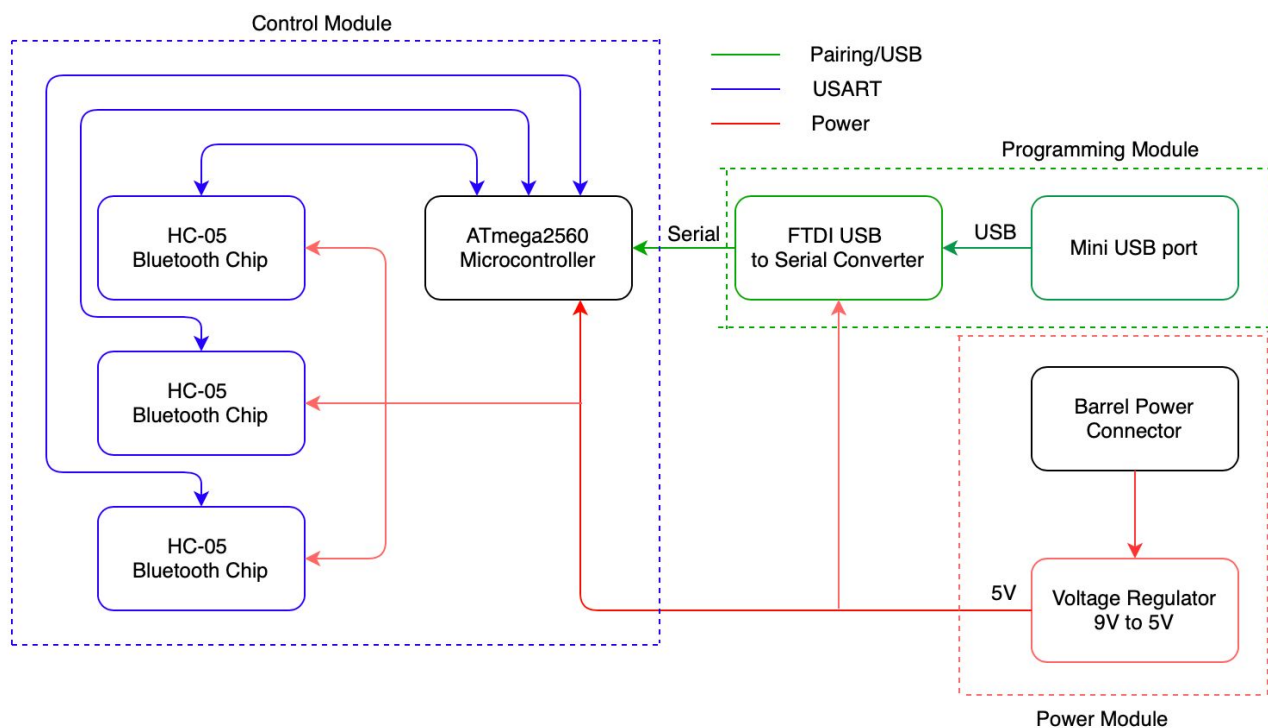 Control Module
Pairing/USB
USART
Power
Programming Module
HC-05
Bluetooth Chip
ATmega2560
Microcontroller
Serial
FTDI USB
to Serial Converter
USB
Mini USB port
HC-05
Bluetooth Chip
Barrel Power
Connector
HC-05
Bluetooth Chip
5V
Voltage Regulator
9V to 5V
Power Module